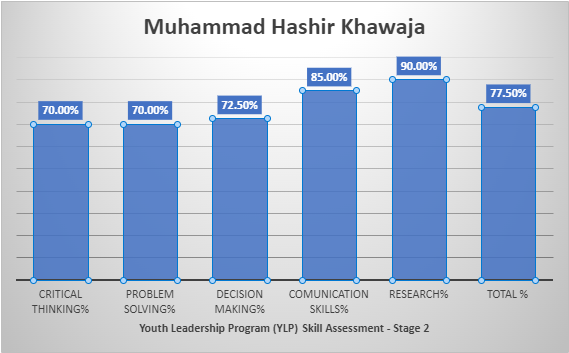 Muhammad Hashir Khawaja
70.00%
70.00%
72.50%
85.00%
90.00%
77.50%
CRITICAL
THINKING%
PROBLEM
SOLVING%
DECISION
MAKING%
COMUNICATION
SKILLS%
RESEARCH%
TOTAL %
Youth Leadership Program (YLP) Skill Assessment - Stage 2